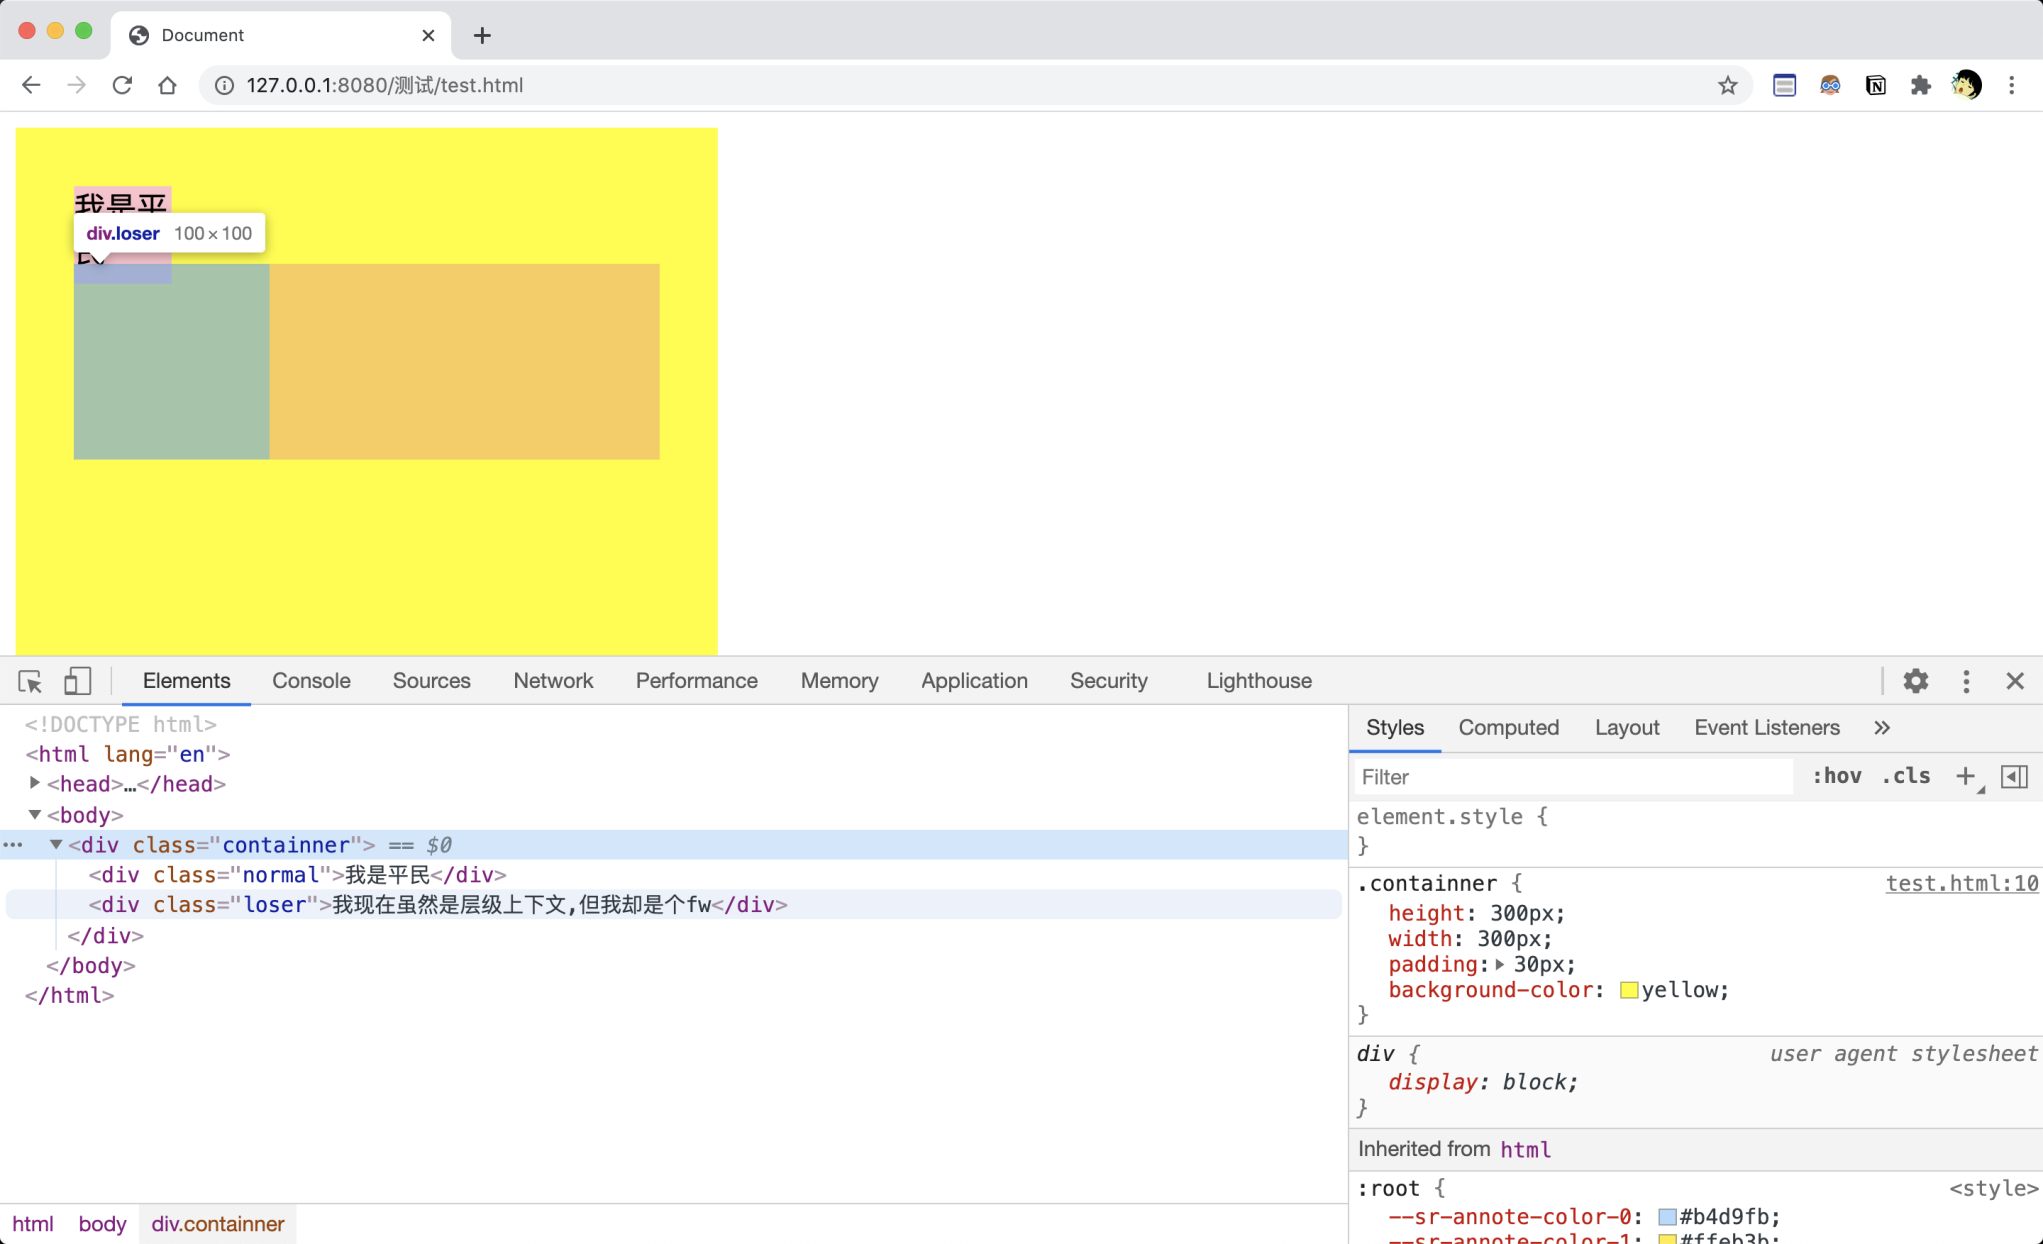 Document
127.0.0.1:8080/测试/test.html
我是平
div.loser 100×100
民
Elements Console Sources Network Performance Memory Application Security Lighthouse
<!DOCTYPE html>
<html lang="en">
<head>…</head>
<body>
<div class="containner"> == $0
<div class="normal">我是平民</div>
<div class="loser">我现在虽然是层级上下文,但我却是个fw</div>
</div>
</body>
</html>
html body div.containner
Styles Computed Layout Event Listeners »
Filter :hov .cls +
element.style {
}
.containner { test.html:10
height: 300px;
width: 300px;
padding: 30px;
background-color: yellow;
}
div { user agent stylesheet
display: block;
}
Inherited from html
:root { <style>
--sr-annote-color-0: #b4d9fb;
--sr-annote-color-1: #ffeb3b;